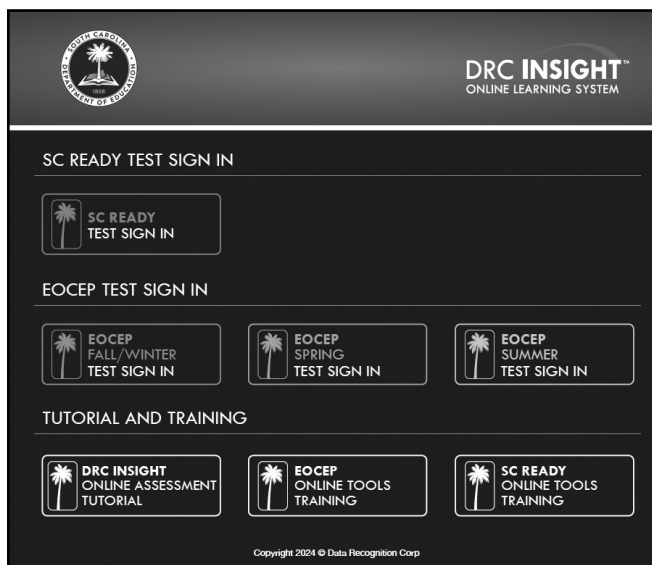 SOUTH CAROLINA
1868
DEPARTMENT OF EDUCATION
DRC INSIGHT™
ONLINE LEARNING SYSTEM
SC READY TEST SIGN IN
SC READY
TEST SIGN IN
EOCEP TEST SIGN IN
EOCEP
FALL/WINTER
TEST SIGN IN
EOCEP
SPRING
TEST SIGN IN
EOCEP
SUMMER
TEST SIGN IN
TUTORIAL AND TRAINING
DRC INSIGHT
ONLINE ASSESSMENT
TUTORIAL
EOCEP
ONLINE TOOLS
TRAINING
SC READY
ONLINE TOOLS
TRAINING
Copyright 2024 © Data Recognition Corp